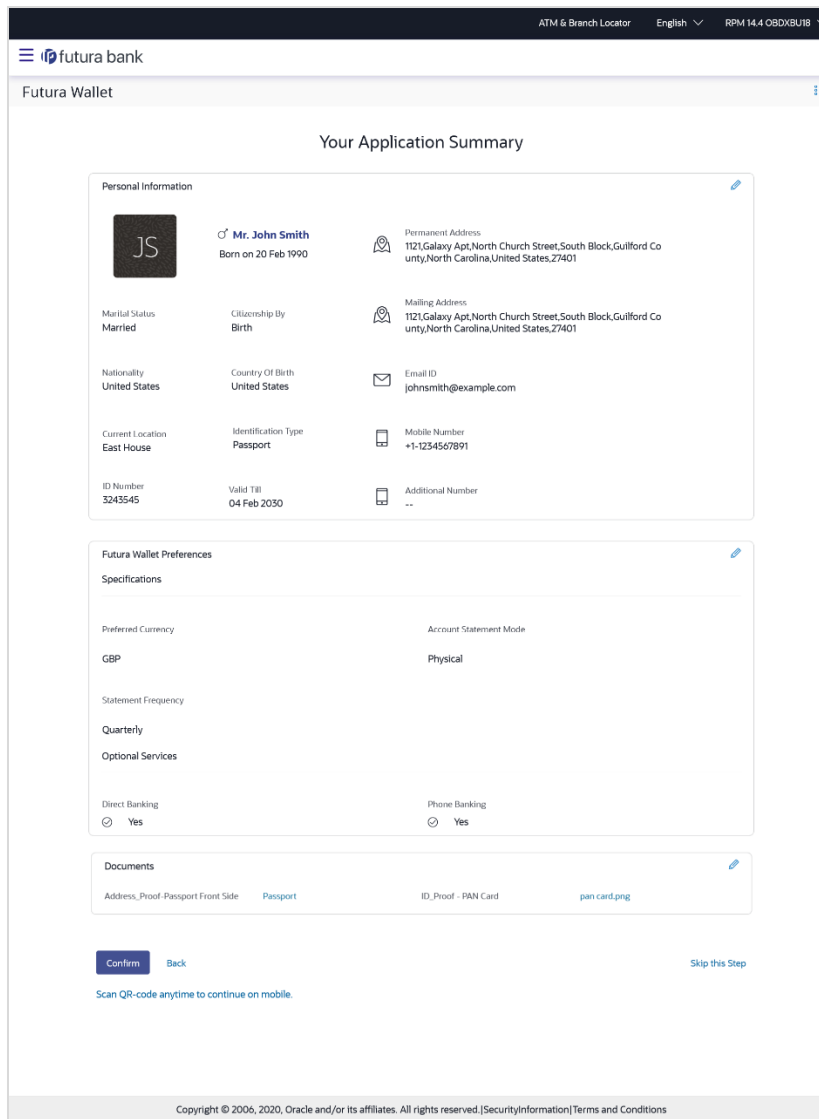 ATM & Branch Locator English RPM 14.4 OBDXBU18
futura bank
Futura Wallet
Your Application Summary
Personal Information
JS
Mr. John Smith
Born on 20 Feb 1990
Permanent Address
1121,Galaxy Apt,North Church Street,South Block,Guilford Co
unty,North Carolina,United States,27401
Marital Status
Married
Citizenship By
Birth
Mailing Address
1121,Galaxy Apt,North Church Street,South Block,Guilford Co
unty,North Carolina,United States,27401
Nationality
United States
Country Of Birth
United States
Email ID
johnsmith@example.com
Current Location
East House
Identification Type
Passport
Mobile Number
+1-1234567891
ID Number
3243545
Valid Till
04 Feb 2030
Additional Number
--
Futura Wallet Preferences
Specifications
Preferred Currency
GBP
Account Statement Mode
Physical
Statement Frequency
Quarterly
Optional Services
Direct Banking
Yes
Phone Banking
Yes
Documents
Address_Proof-Passport Front Side Passport ID_Proof - PAN Card pan card.png
Confirm Back Skip this Step
Scan QR-code anytime to continue on mobile.
Copyright © 2006, 2020, Oracle and/or its affiliates. All rights reserved.|SecurityInformation|Terms and Conditions